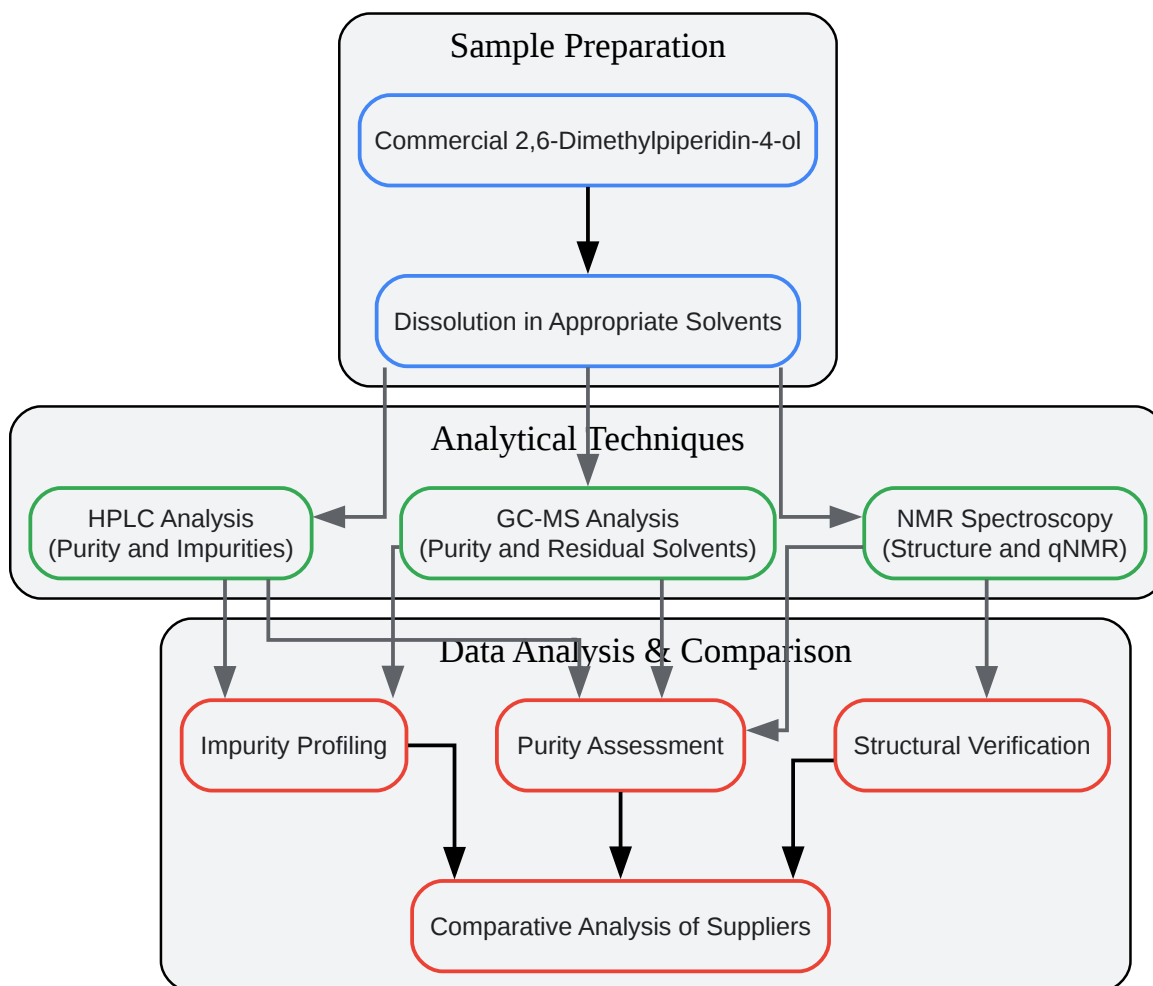 Sample Preparation
Commercial 2,6-Dimethylpiperidin-4-ol
Dissolution in Appropriate Solvents
Analytical Techniques
HPLC Analysis
(Purity and Impurities)
GC-MS Analysis
(Purity and Residual Solvents)
NMR Spectroscopy
(Structure and qNMR)
Data Analysis & Comparison
Impurity Profiling
Purity Assessment
Structural Verification
Comparative Analysis of Suppliers